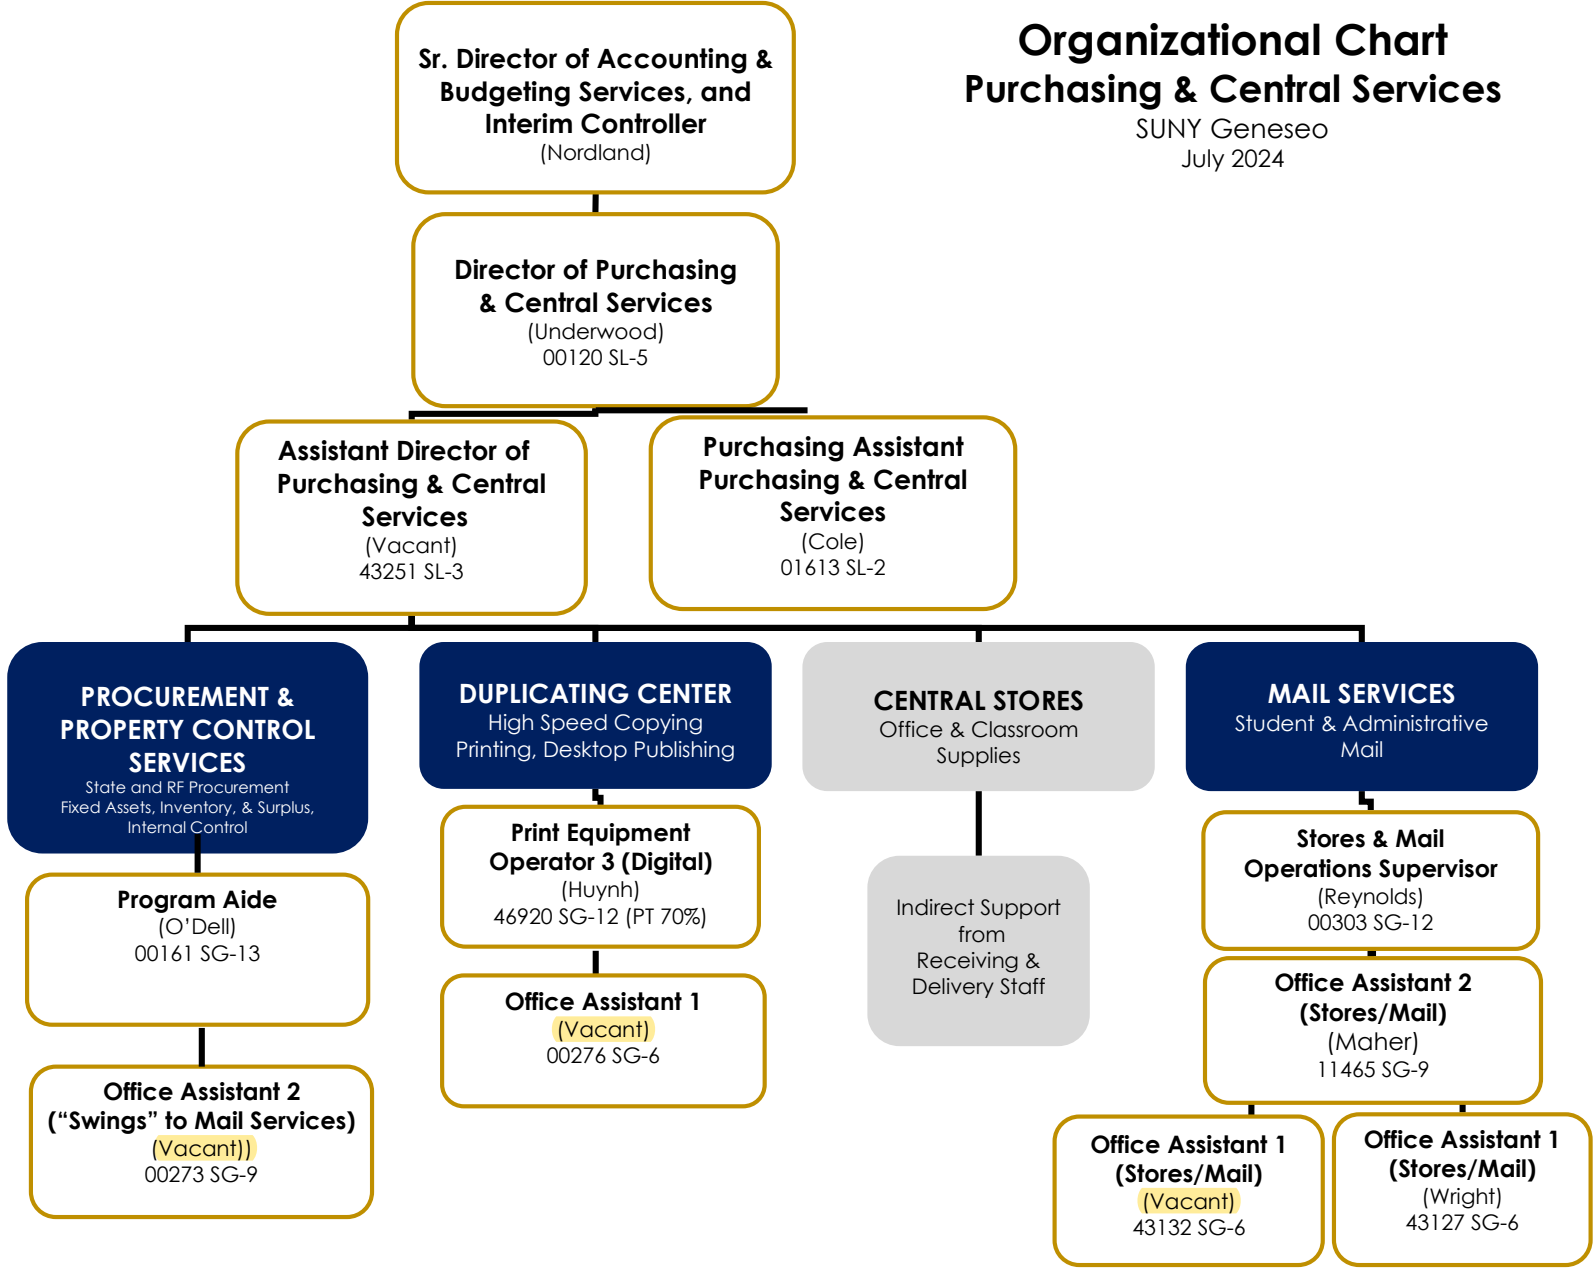 Organizational Chart
Purchasing & Central Services
SUNY Geneseo
July 2024
Sr. Director of Accounting &
Budgeting Services, and
Interim Controller
(Nordland)
Director of Purchasing
& Central Services
(Underwood)
00120 SL-5
Assistant Director of
Purchasing & Central
Services
(Vacant)
43251 SL-3
Purchasing Assistant
Purchasing & Central
Services
(Cole)
01613 SL-2
PROCUREMENT &
PROPERTY CONTROL
SERVICES
State and RF Procurement
Fixed Assets, Inventory, & Surplus,
Internal Control
Program Aide
(O’Dell)
00161 SG-13
Office Assistant 2
(“Swings” to Mail Services)
(Vacant))
00273 SG-9
DUPLICATING CENTER
High Speed Copying
Printing, Desktop Publishing
Print Equipment
Operator 3 (Digital)
(Huynh)
46920 SG-12 (PT 70%)
Office Assistant 1
(Vacant)
00276 SG-6
CENTRAL STORES
Office & Classroom
Supplies
Indirect Support
from
Receiving &
Delivery Staff
MAIL SERVICES
Student & Administrative
Mail
Stores & Mail
Operations Supervisor
(Reynolds)
00303 SG-12
Office Assistant 2
(Stores/Mail)
(Maher)
11465 SG-9
Office Assistant 1
(Stores/Mail)
(Vacant)
43132 SG-6
Office Assistant 1
(Stores/Mail)
(Wright)
43127 SG-6